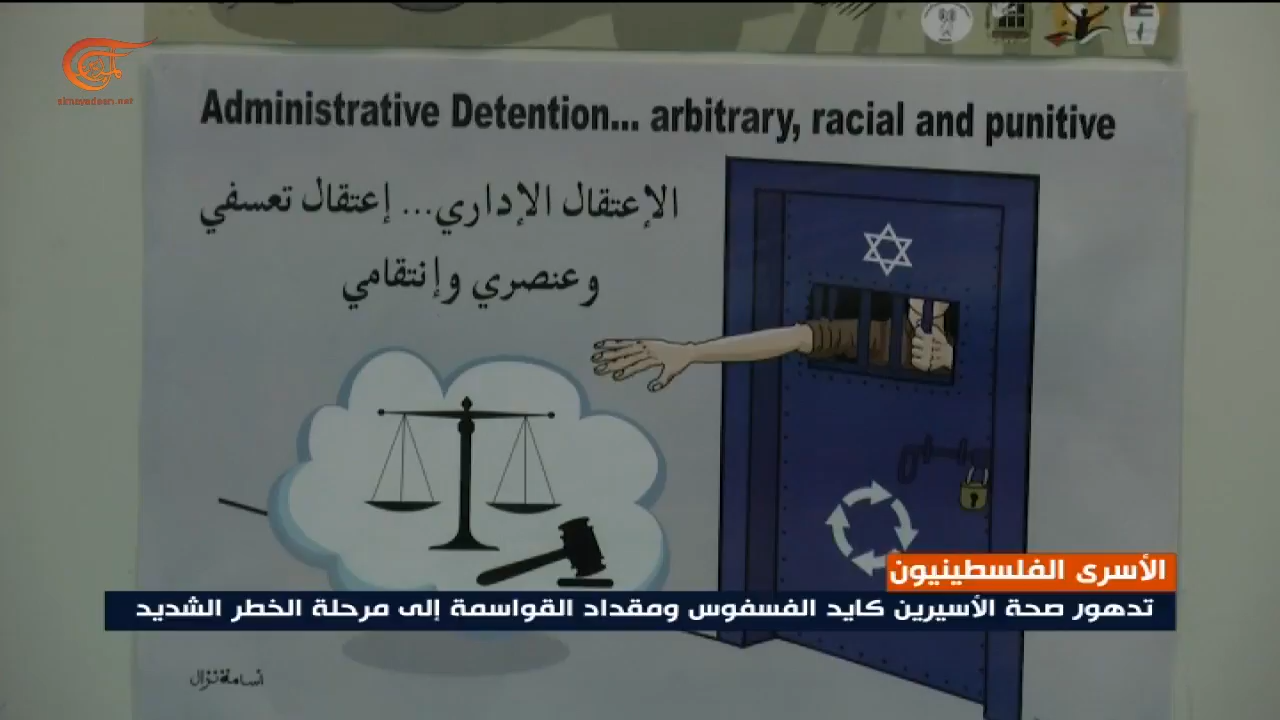 الميادين
almayadeen.net
Administrative Detention... arbitrary, racial and punitive
الإعتقال الإداري... إعتقال تعسفي
وعنصري وإنتقامي
الأسرى الفلسطينيون
تدهور صحة الأسيرين كايد الفسفوس ومقداد القواسمة إلى مرحلة الخطر الشديد
أسامة نزال